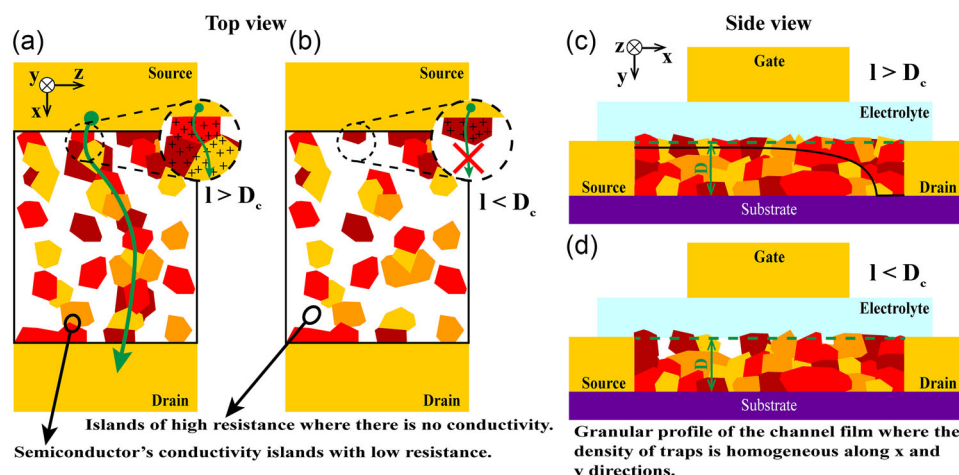 Top view
Side view
(a)
(b)
(c)
(d)
y
z
x
Source
l > Dc
Drain
Source
l < Dc
Drain
z
x
y
Gate
l > Dc
Electrolyte
D
Source
Drain
Substrate
Gate
l < Dc
Electrolyte
D
Source
Drain
Substrate
Islands of high resistance where there is no conductivity.
Semiconductor's conductivity islands with low resistance.
Granular profile of the channel film where the
density of traps is homogeneous along x and
y directions.